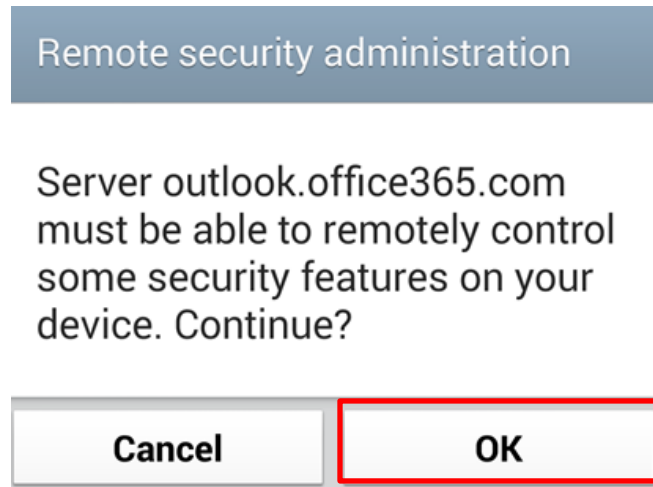 Remote security administration
Server outlook.office365.com
must be able to remotely control
some security features on your
device. Continue?
Cancel
OK